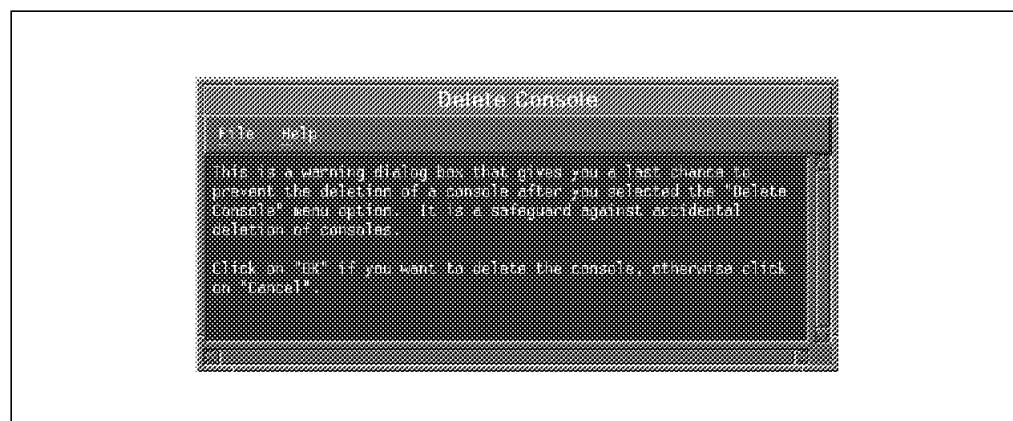 Delete Console
File Help
This is a warning dialog box that gives you a last chance to
prevent the deletion of a console after you selected the "Delete
Console" menu option. It is a safeguard against accidental
deletion of consoles.
Click on "OK" if you want to delete the console, otherwise click
on "Cancel".